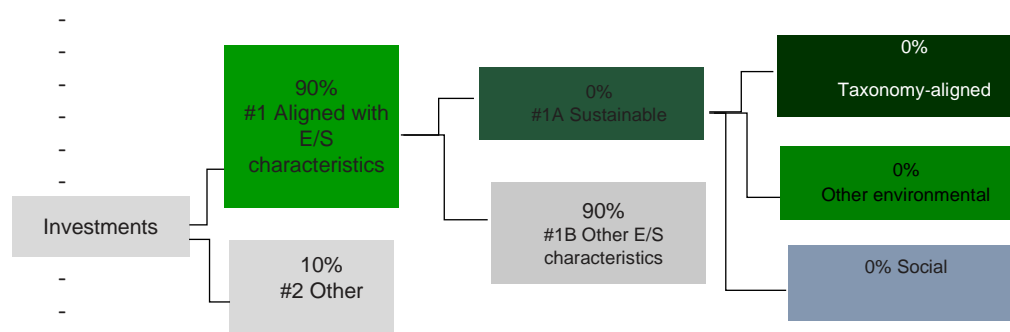 -
-
-
-
-
-
Investments
-
-
90%
#1 Aligned with
E/S
characteristics
10%
#2 Other
0%
#1A Sustainable
90%
#1B Other E/S
characteristics
0%
Taxonomy-aligned
0%
Other environmental
0% Social